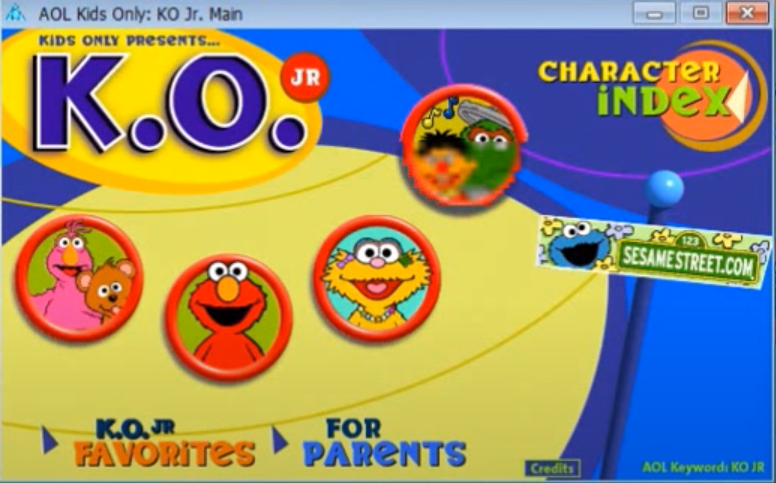 AOL Kids Only: KO Jr. Main
KiDS ONLY PRESENTS...
K.O.
JR
CHARACTER
iNDEX
123
SESAMESTREET.COM
K.O. JR
FAVORiTES
FOR
PARENTS
Credits
AOL Keyword: KO JR